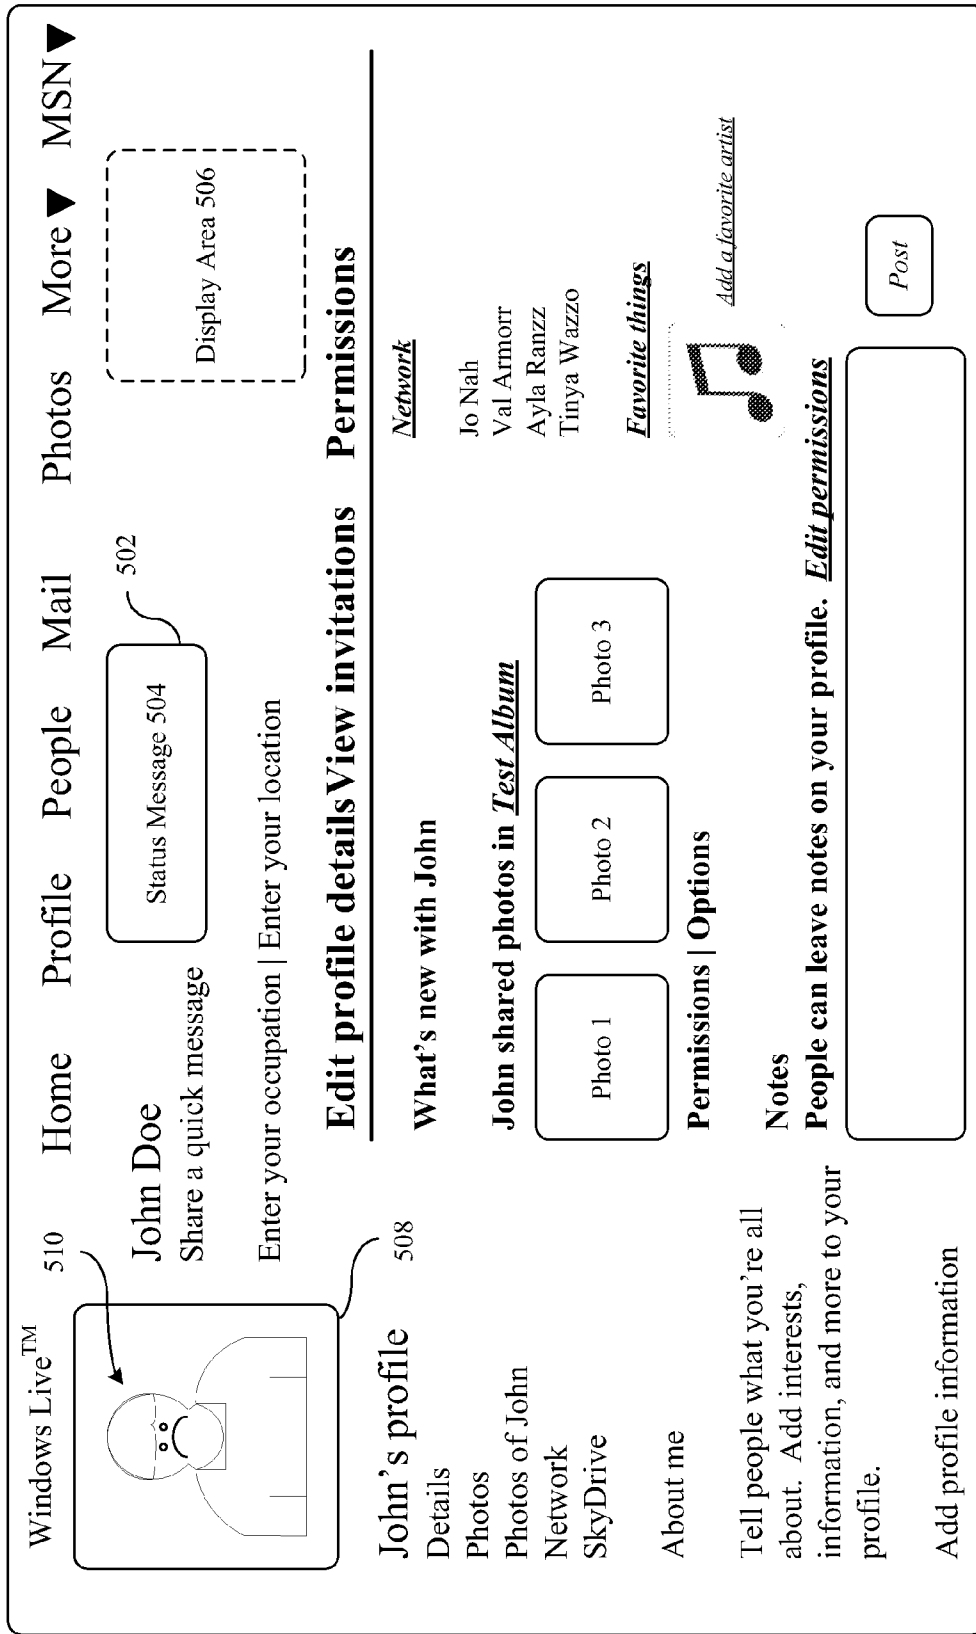 Windows Live™
Home Profile People Mail Photos More▼ MSN▼
510
John Doe
Share a quick message
Status Message 504
502
Display Area 506
Enter your occupation | Enter your location
508
Edit profile details View invitations Permissions
John's profile
Details
Photos
Photos of John
Network
SkyDrive
About me
Tell people what you're all
about. Add interests,
information, and more to your
profile.
Add profile information
What's new with John
John shared photos in Test Album
Photo 1 Photo 2 Photo 3
Permissions | Options
Notes
People can leave notes on your profile. Edit permissions
Post
Network
Jo Nah
Val Armorr
Ayla Ranzz
Tinya Wazzo
Favorite things
Add a favorite artist